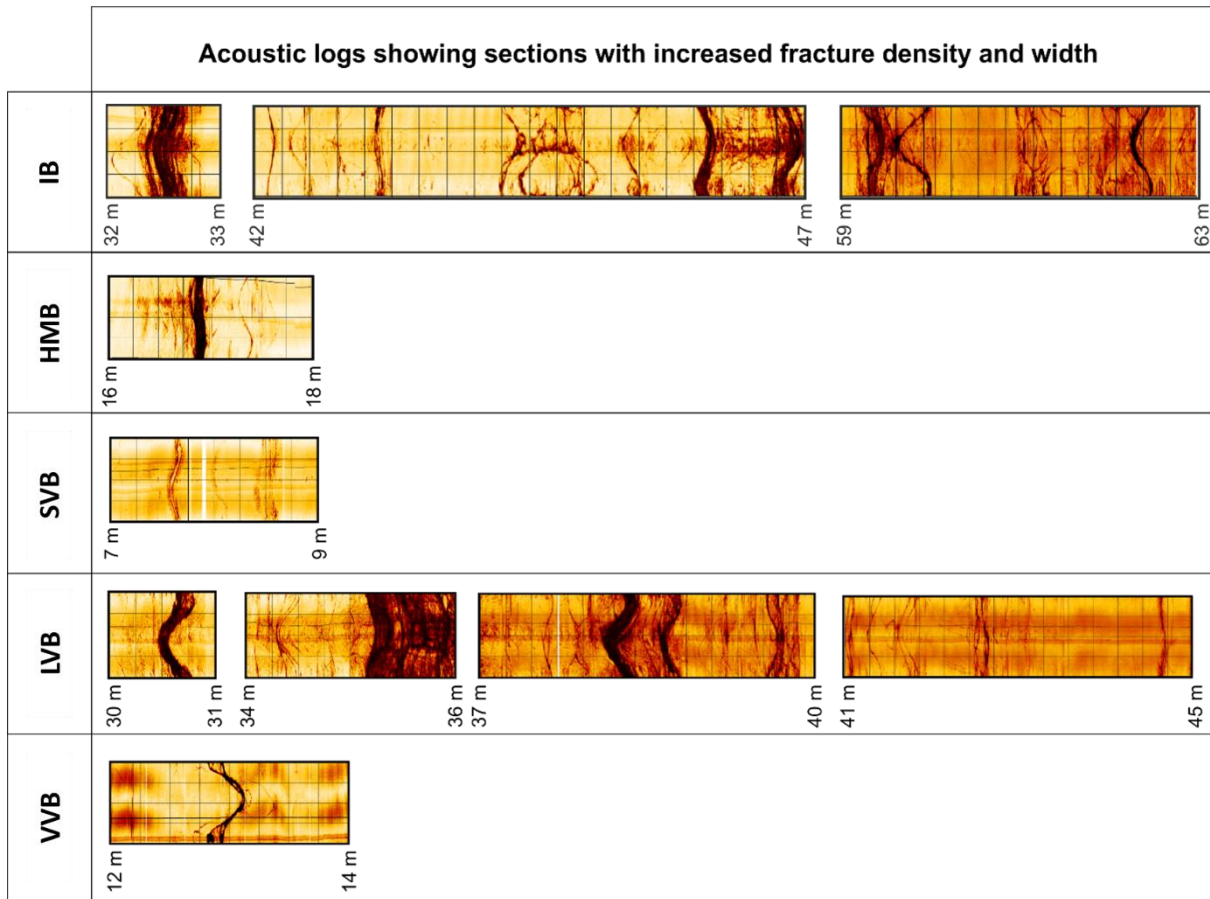 Acoustic logs showing sections with increased fracture density and width
IB
32 m
33 m
42 m
47 m
59 m
63 m
HMB
16 m
18 m
SVB
7 m
9 m
LVB
30 m
31 m
34 m
36 m
37 m
40 m
41 m
45 m
VVB
12 m
14 m